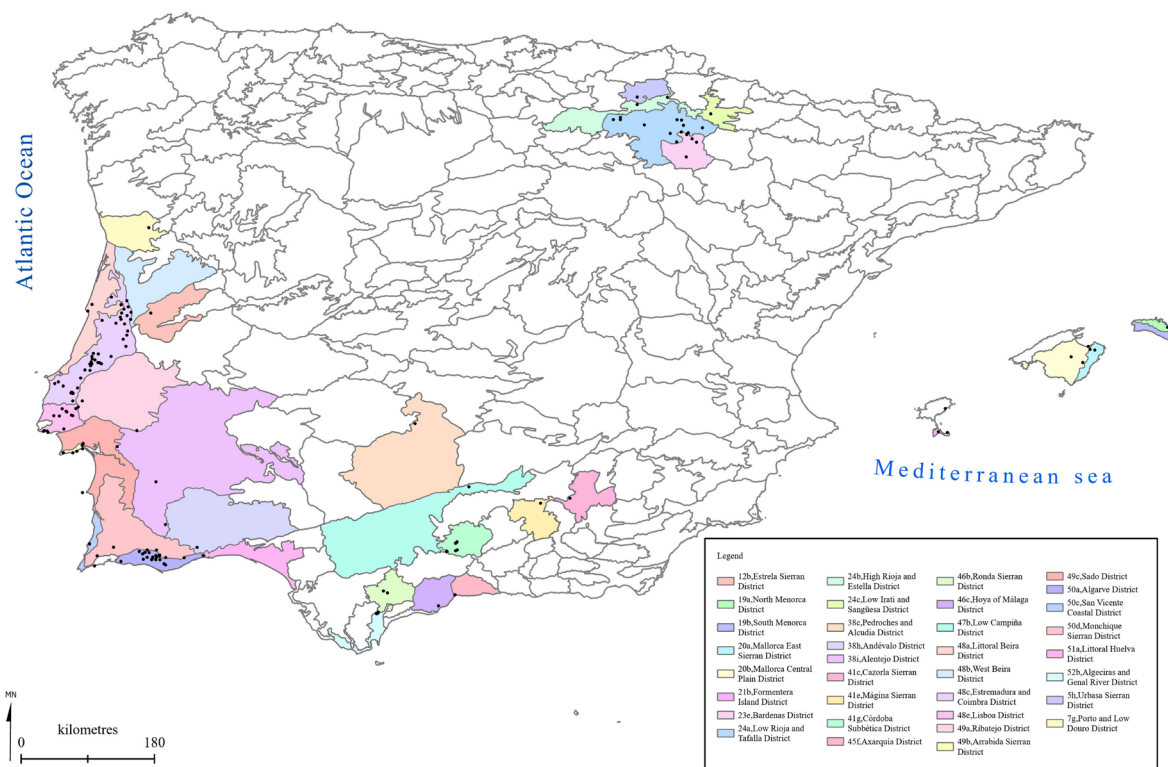 Atlantic Ocean
Mediterranean sea
MN
kilometres
0
180
Legend
12b,Estrela Sierran
District
19a,North Menorca
District
19b,South Menorca
District
20a,Mallorca East
Sierran District
20b,Mallorca Central
Plain District
21b,Formentera
Island District
23e,Bardenas District
24a,Low Rioja and
Tafalla District
24b,High Rioja and
Estella District
24c,Low Irati and
Sangüesa District
38c,Pedroches and
Alcudia District
38h,Andévalo District
38i,Alentejo District
41c,Cazorla Sierran
District
41e,Mágina Sierran
District
41g,Córdoba
Subbética District
45f,Axarquia District
46b,Ronda Sierran
District
46c,Hoya of Málaga
District
47b,Low Campiña
District
48a,Littoral Beira
District
48b,West Beira
District
48c,Estremadura and
Coimbra District
48e,Lisboa District
49a,Ribatejo District
49b,Arrabida Sierran
District
49c,Sado District
50a,Algarve District
50c,San Vicente
Coastal District
50d,Monchique
Sierran District
51a,Littoral Huelva
District
52b,Algeciras and
Genal River District
5h,Urbasa Sierran
District
7g,Porto and Low
Douro District